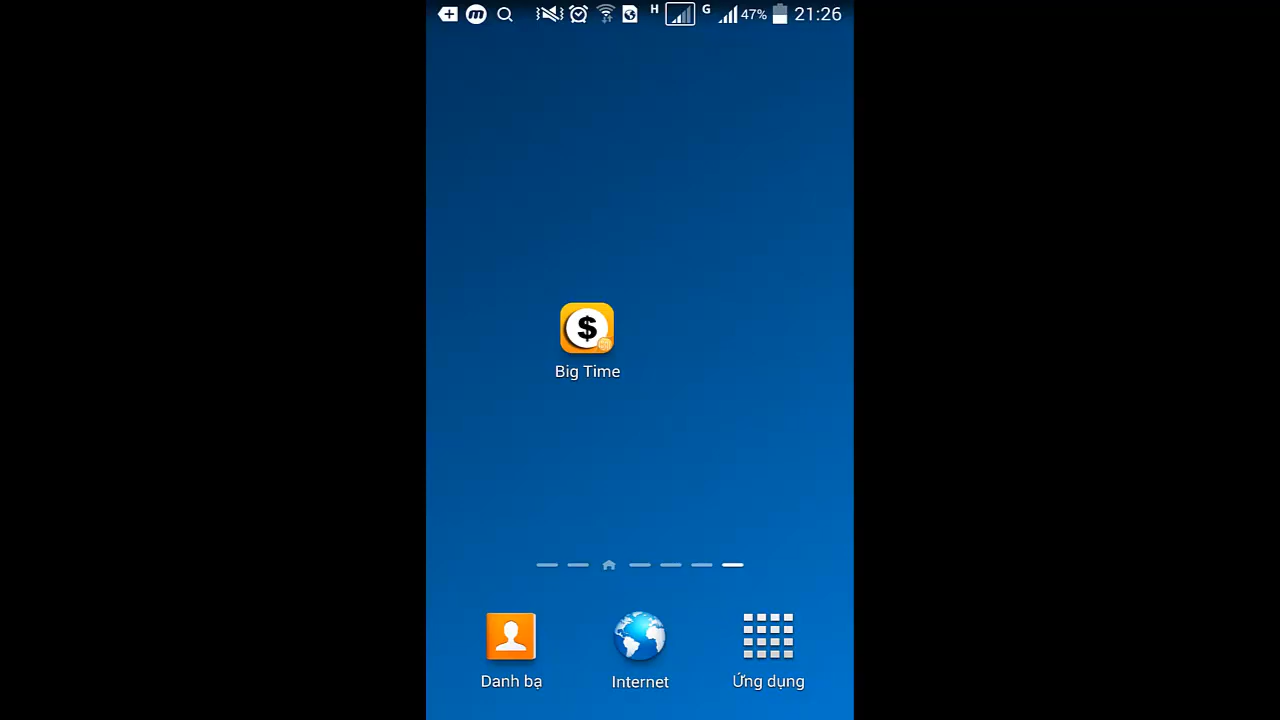 H G 47% 21:26
$
Big Time
Danh bạ Internet Ứng dụng